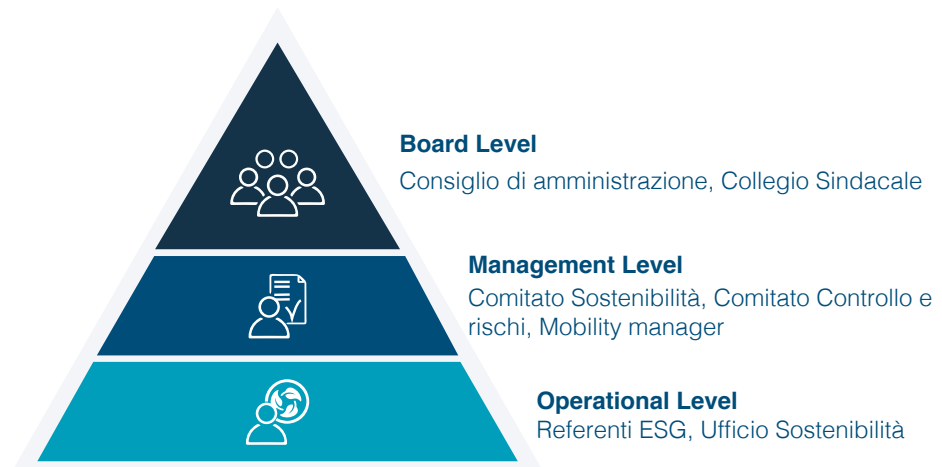 Board Level
Consiglio di amministrazione, Collegio Sindacale
Management Level
Comitato Sostenibilità, Comitato Controllo e
rischi, Mobility manager
Operational Level
Referenti ESG, Ufficio Sostenibilità